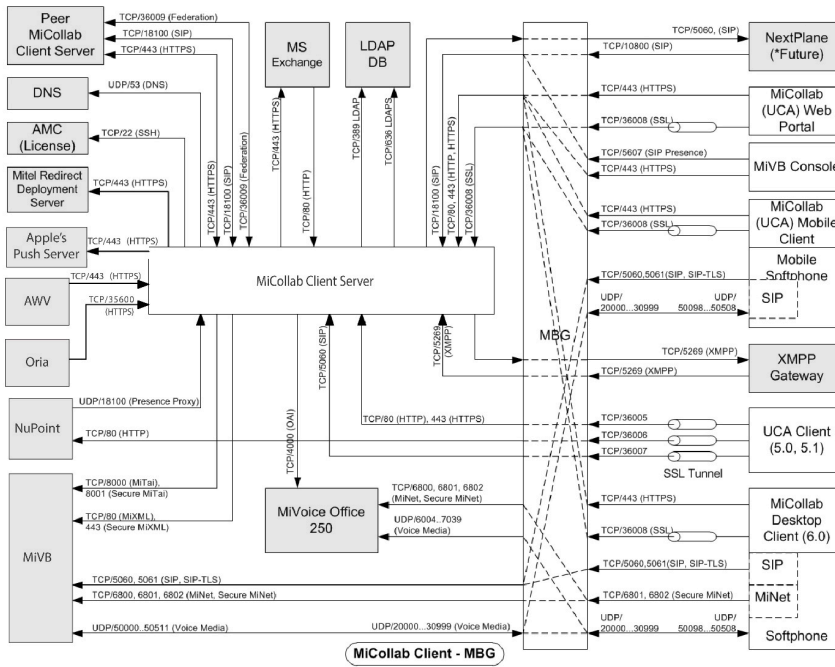 Peer
MiCollab
Client Server
TCP/36009 (Federation)
TCP/18100 (SIP)
TCP/443 (HTTPS)
DNS
UDP/53 (DNS)
AMC
(License)
TCP/22 (SSH)
Mitel Redirect
Deployment
Server
TCP/443 (HTTPS)
Apple's
Push Server
TCP/443 (HTTPS)
AWV
TCP/443 (HTTPS)
Oria
TCP/35600
(HTTPS)
NuPoint
UDP/18100 (Presence Proxy)
TCP/80 (HTTP)
MiVB
TCP/8000 (MiTai),
8001 (Secure MiTai)
TCP/80 (MiXML),
443 (Secure MiXML)
TCP/5060, 5061 (SIP, SIP-TLS)
TCP/6800, 6801, 6802 (MiNet, Secure MiNet)
UDP/50000..50511 (Voice Media)
UDP/20000...30999 (Voice Media)
TCP/443 (HTTPS)
TCP/18100 (SIP)
TCP/36009 (Federation)
MS
Exchange
TCP/443 (HTTPS)
TCP/80 (HTTP)
LDAP
DB
TCP/389 LDAP
TCP/636 LDAPS
TCP/18100 (SIP)
TCP/80, 443 (HTTP, HTTPS)
TCP/36008 (SSL)
MiCollab Client Server
TCP/4000 (OAI)
TCP/5060 (SIP)
TCP/5269
(XMPP)
TCP/80 (HTTP), 443 (HTTPS)
MiVoice Office
250
TCP/6800, 6801, 6802
(MiNet, Secure MiNet)
UDP/6004..7039
(Voice Media)
MBG
TCP/5060, (SIP)
TCP/10800 (SIP)
NextPlane
(*Future)
TCP/443 (HTTPS)
TCP/36008 (SSL)
MiCollab
(UCA) Web
Portal
TCP/5607 (SIP Presence)
TCP/443 (HTTPS)
MiVB Console
TCP/443 (HTTPS)
TCP/36008 (SSL)
MiCollab
(UCA) Mobile
Client
Mobile
Softphone
TCP/5060,5061(SIP, SIP-TLS)
SIP
UDP/
20000...30999
UDP/
50098...50508
TCP/5269 (XMPP)
TCP/5269 (XMPP)
XMPP
Gateway
TCP/36005
TCP/36006
TCP/36007
SSL Tunnel
UCA Client
(5.0, 5.1)
TCP/443 (HTTPS)
TCP/36008 (SSL)
MiCollab
Desktop
Client (6.0)
TCP/5060,5061(SIP, SIP-TLS)
SIP
TCP/6801, 6802 (Secure MiNet)
MiNet
UDP/
20000...30999
UDP/
50098...50508
Softphone
MiCollab Client - MBG